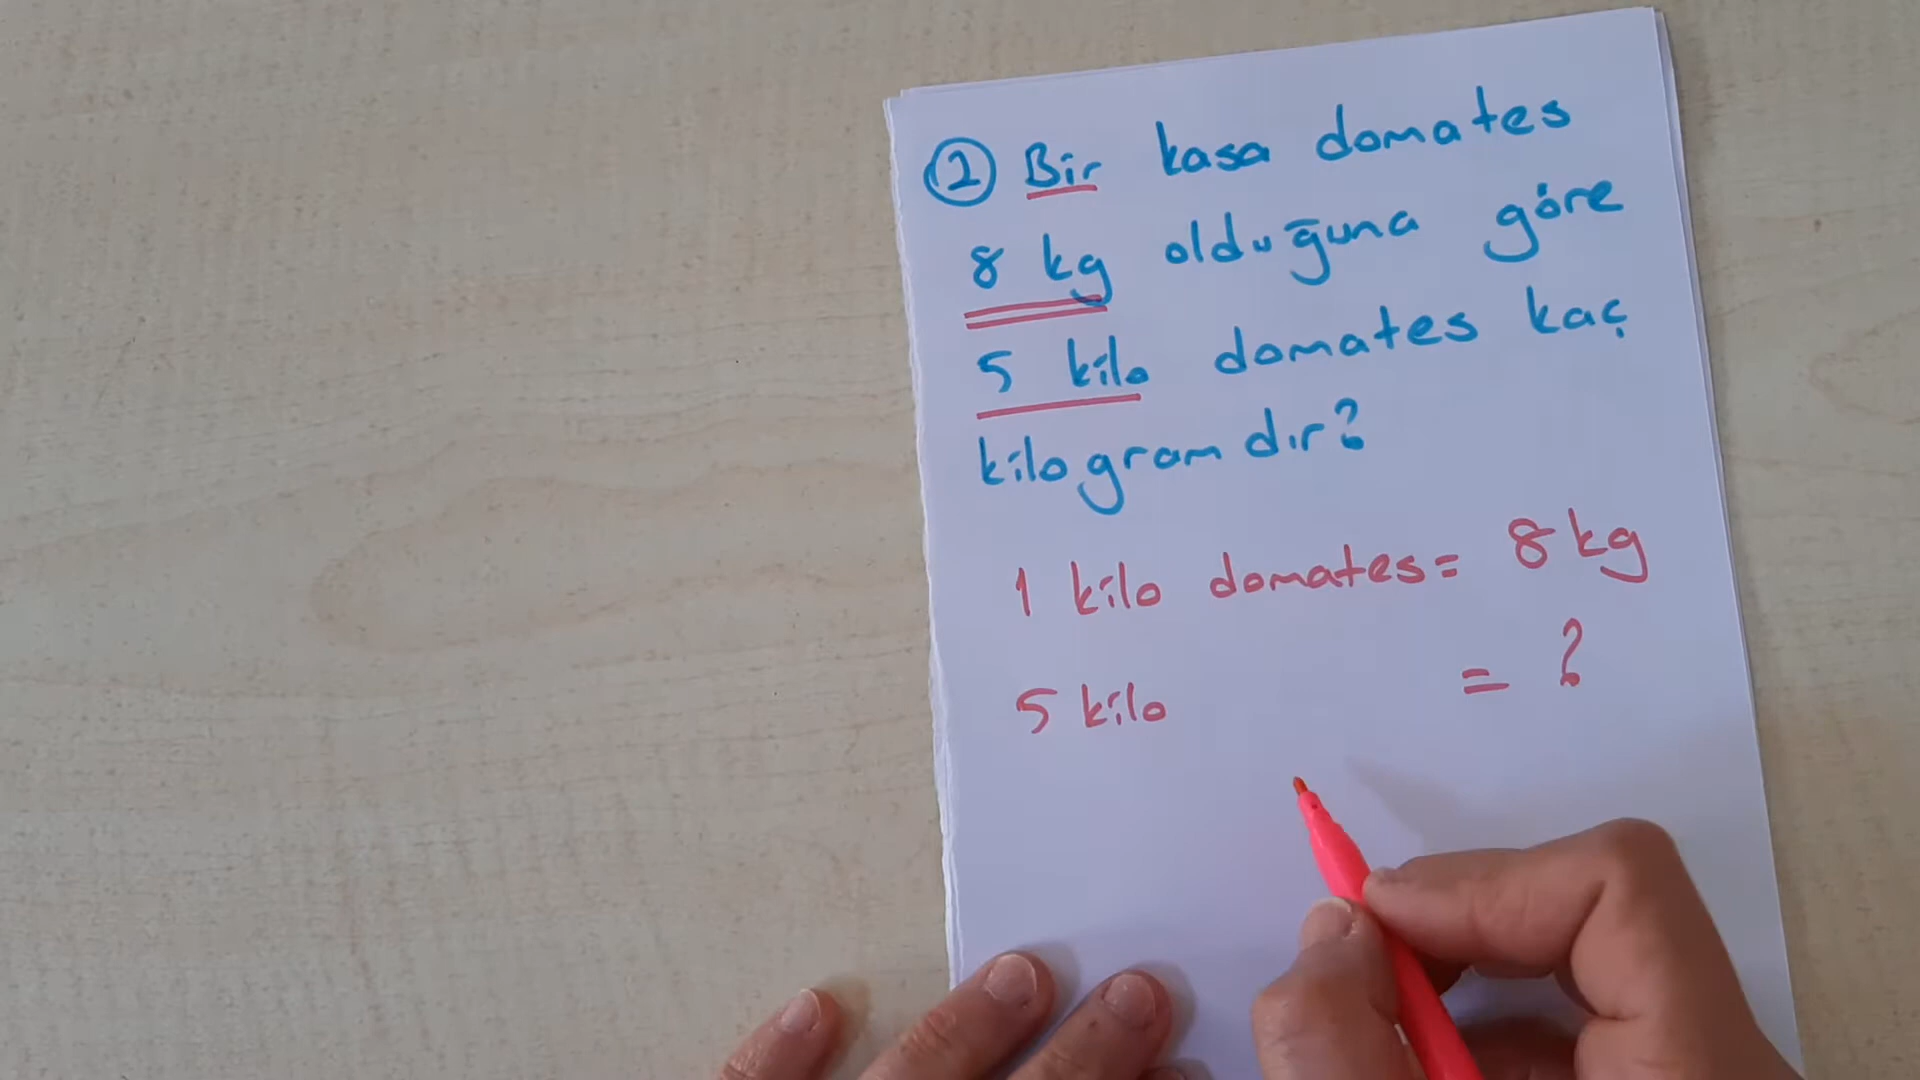 ② Bir kasa domates
8 kg olduğuna göre
5 kilo domates kaç
kilogramdır?
1 kilo domates = 8 kg
5 kilo = ?